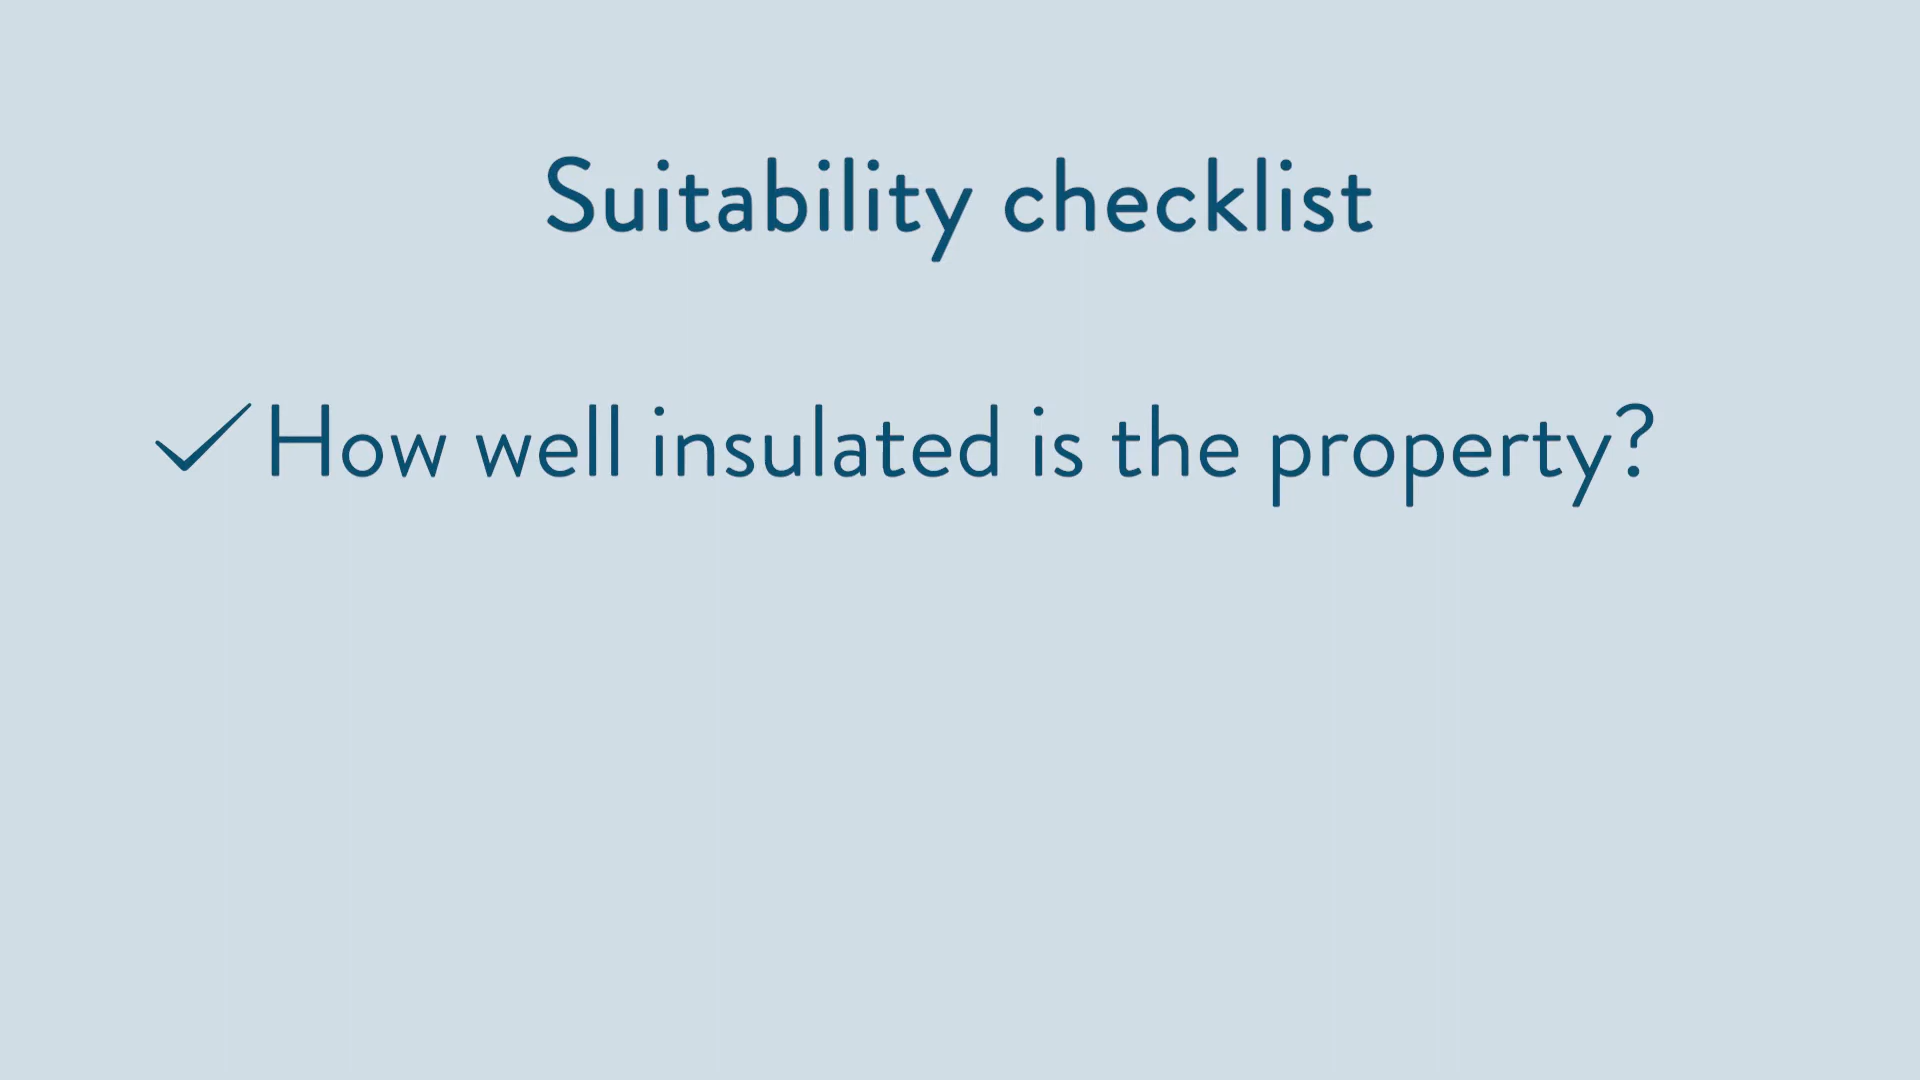 Suitability checklist
✓ How well insulated is the property?